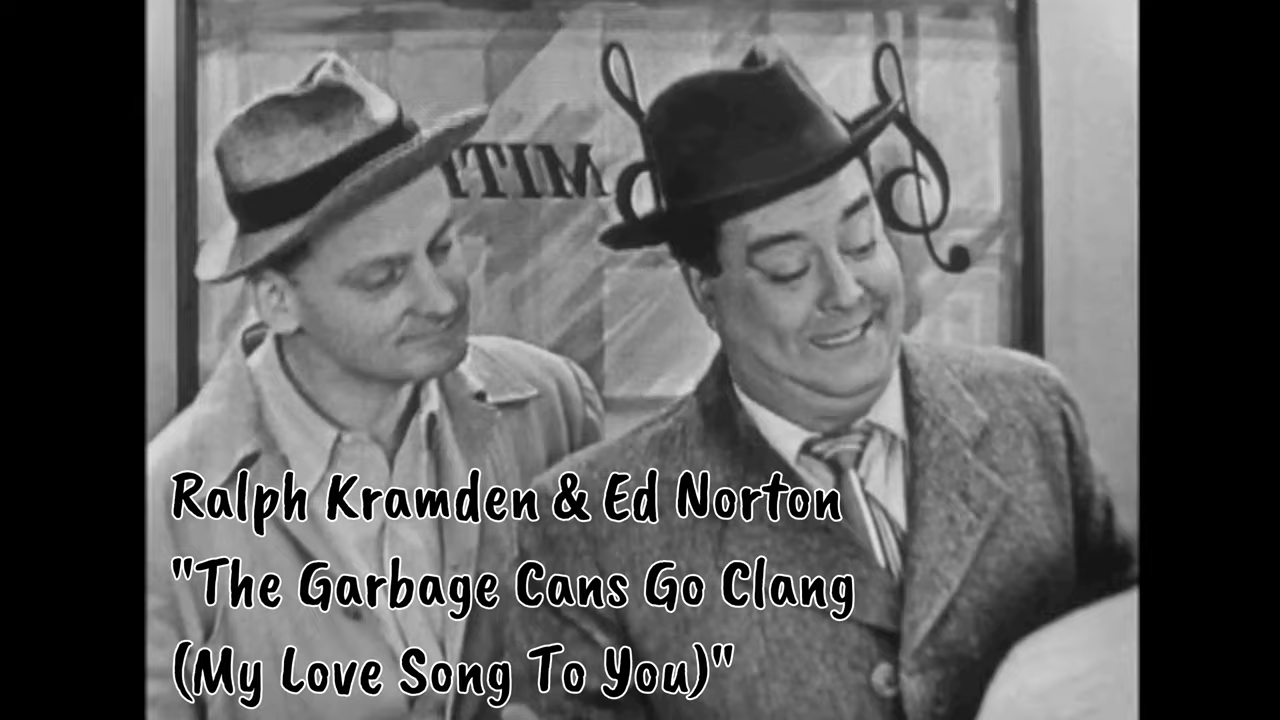 Ralph Kramden & Ed Norton
"The Garbage Cans Go Clang
(My Love Song To You)"